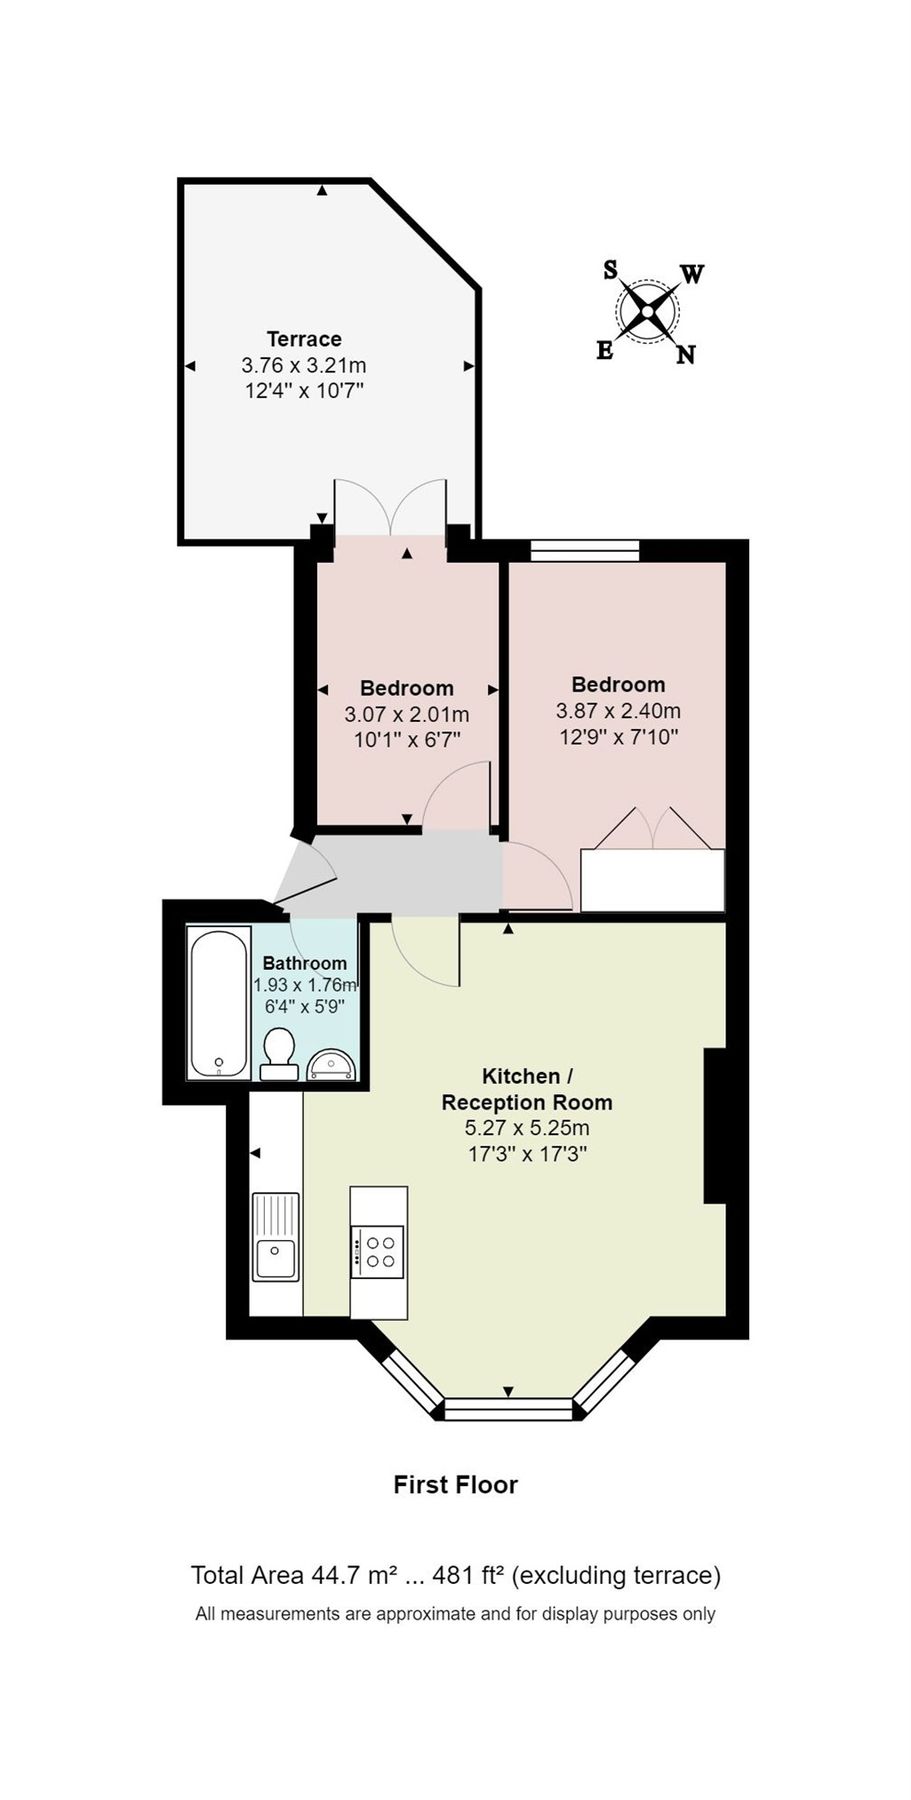 S
W
E
N
Terrace
3.76 x 3.21m
12'4" x 10'7"
Bedroom
3.07 x 2.01m
10'1" x 6'7"
Bedroom
3.87 x 2.40m
12'9" x 7'10"
Bathroom
1.93 x 1.76m
6'4" x 5'9"
Kitchen /
Reception Room
5.27 x 5.25m
17'3" x 17'3"
First Floor
Total Area 44.7 m² ... 481 ft² (excluding terrace)
All measurements are approximate and for display purposes only